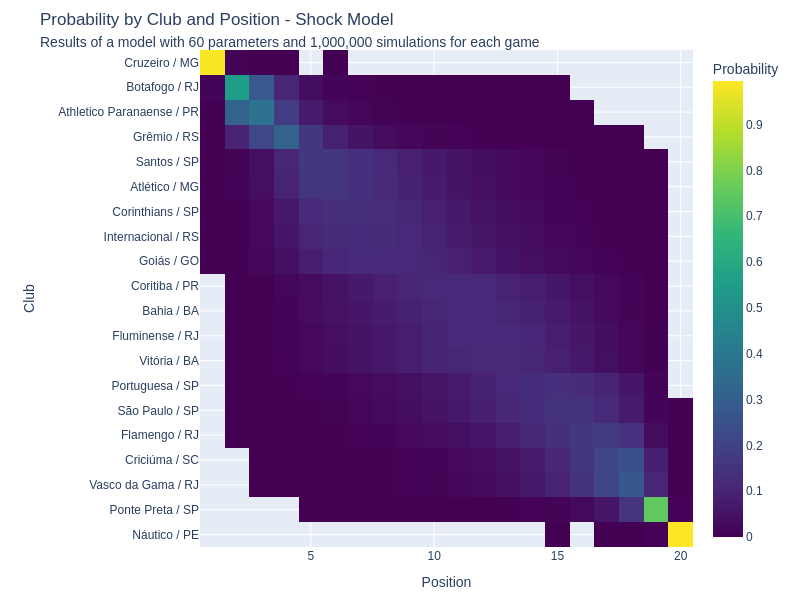 Probability by Club and Position - Shock Model
Results of a model with 60 parameters and 1,000,000 simulations for each game
Probability
Cruzeiro / MG
Botafogo / RJ
Athletico Paranaense / PR
Grêmio / RS
Santos / SP
Atlético / MG
Corinthians / SP
Internacional / RS
Goiás / GO
Coritiba / PR
Bahia / BA
Fluminense / RJ
Vitória / BA
Portuguesa / SP
São Paulo / SP
Flamengo / RJ
Criciúma / SC
Vasco da Gama / RJ
Ponte Preta / SP
Náutico / PE
Club
5
10
15
20
Position
0.9
0.8
0.7
0.6
0.5
0.4
0.3
0.2
0.1
0